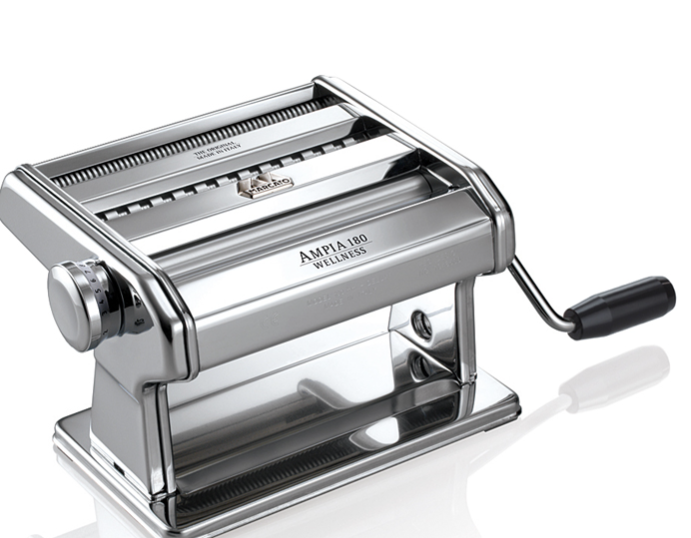 THE ORIGINAL
MADE IN ITALY
MARCATO
AMPIA 180
WELLNESS